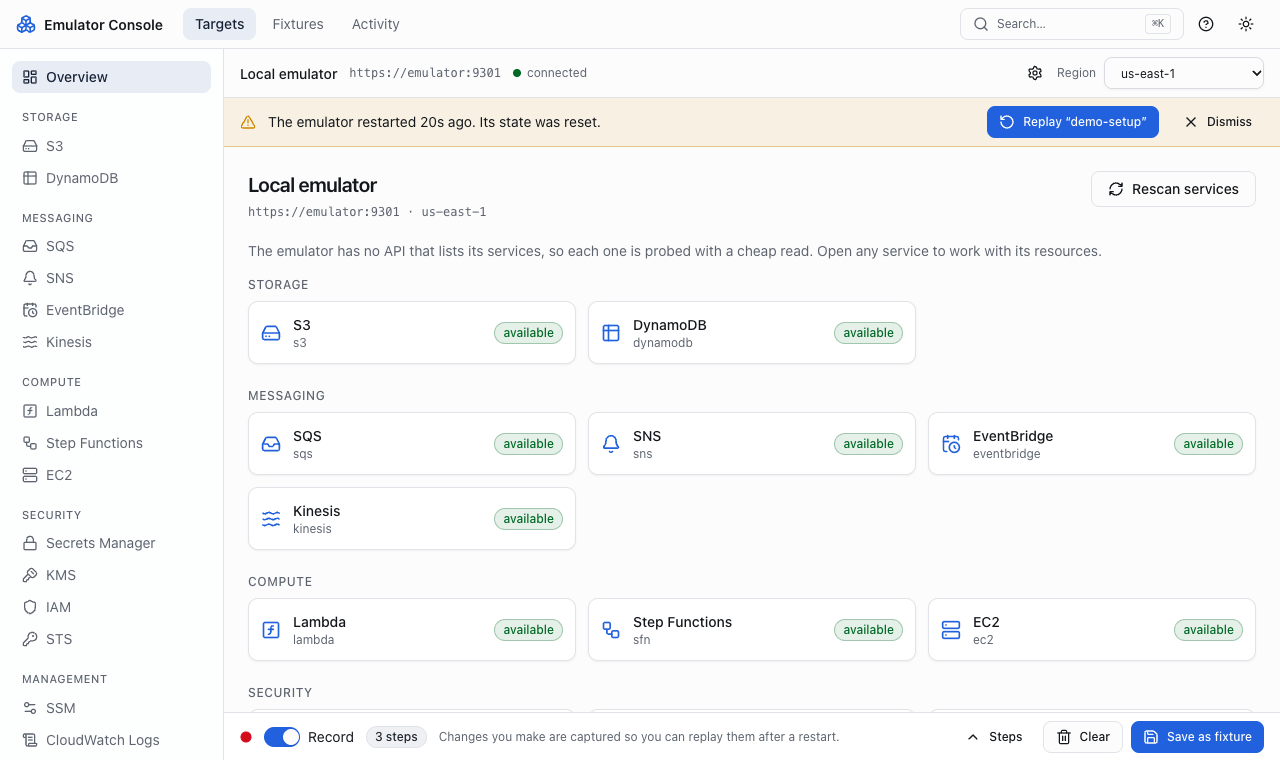 Emulator Console
Targets
Fixtures
Activity
Search...
⌘K
Overview
STORAGE
S3
DynamoDB
MESSAGING
SQS
SNS
EventBridge
Kinesis
COMPUTE
Lambda
Step Functions
EC2
SECURITY
Secrets Manager
KMS
IAM
STS
MANAGEMENT
SSM
CloudWatch Logs
Local emulator https://emulator:9301 connected
Region us-east-1
The emulator restarted 20s ago. Its state was reset.
Replay “demo-setup”
Dismiss
Local emulator
https://emulator:9301 · us-east-1
Rescan services
The emulator has no API that lists its services, so each one is probed with a cheap read. Open any service to work with its resources.
STORAGE
S3
s3
available
DynamoDB
dynamodb
available
MESSAGING
SQS
sqs
available
SNS
sns
available
EventBridge
eventbridge
available
Kinesis
kinesis
available
COMPUTE
Lambda
lambda
available
Step Functions
sfn
available
EC2
ec2
available
SECURITY
Record
3 steps
Changes you make are captured so you can replay them after a restart.
Steps
Clear
Save as fixture